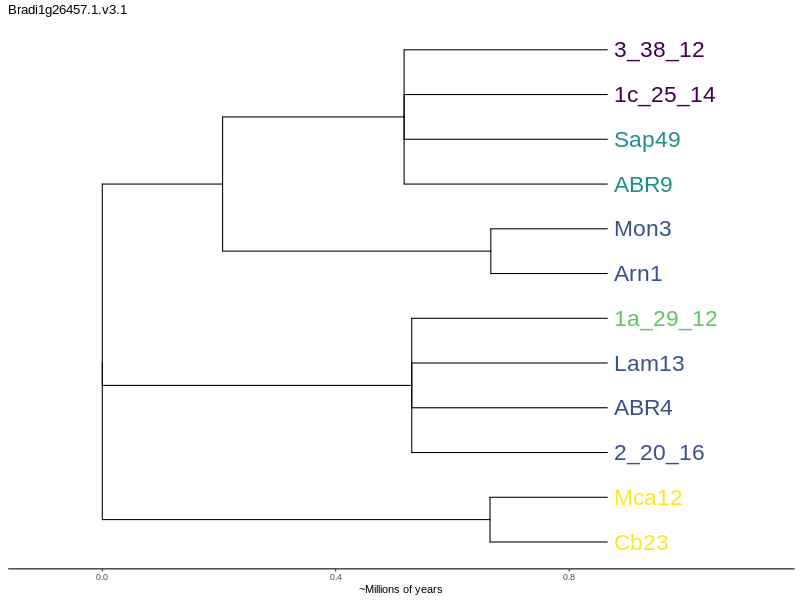 Bradi1g26457.1.v3.1
3_38_12
1c_25_14
Sap49
ABR9
Mon3
Arn1
1a_29_12
Lam13
ABR4
2_20_16
Mca12
Cb23
0.0 0.4 0.8
~Millions of years